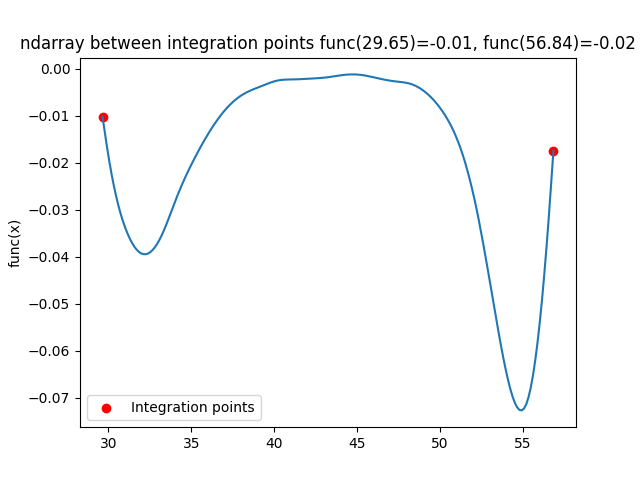 ndarray between integration points func(29.65)=-0.01, func(56.84)=-0.02
0.00
−0.01
−0.02
−0.03
−0.04
−0.05
−0.06
−0.07
func(x)
Integration points
30 35 40 45 50 55